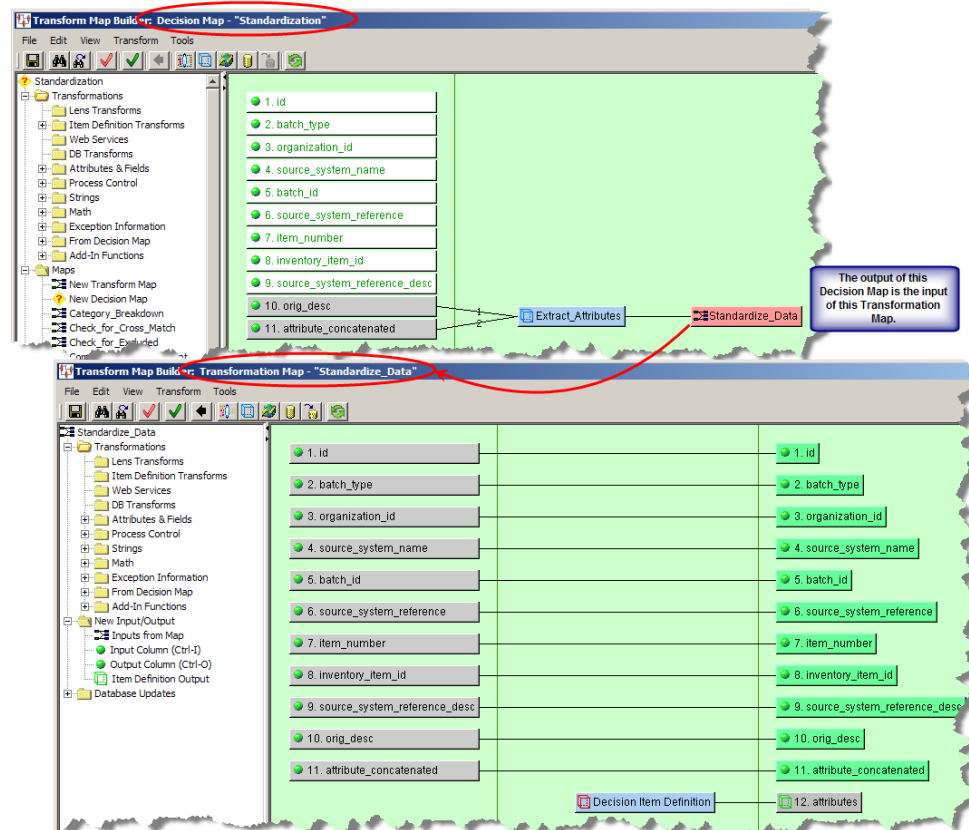 Transform Map Builder: Decision Map - "Standardization"
File Edit View Transform Tools
Standardization
Transformations
Lens Transforms
Item Definition Transforms
Web Services
DB Transforms
Attributes & Fields
Process Control
Strings
Math
Exception Information
From Decision Map
Add-In Functions
Maps
New Transform Map
New Decision Map
Category_Breakdown
Check_for_Cross_Match
Check_for_Excluded
1. id
2. batch_type
3. organization_id
4. source_system_name
5. batch_id
6. source_system_reference
7. item_number
8. inventory_item_id
9. source_system_reference_desc
10. orig_desc
11. attribute_concatenated
1
2
Extract_Attributes
Standardize_Data
The output of this
Decision Map is the input
of this Transformation
Map.
Transform Map Builder: Transformation Map - "Standardize_Data"
File Edit View Transform Tools
Standardize_Data
Transformations
Lens Transforms
Item Definition Transforms
Web Services
DB Transforms
Attributes & Fields
Process Control
Strings
Math
Exception Information
From Decision Map
Add-In Functions
New Input/Output
Inputs from Map
Input Column (Ctrl-I)
Output Column (Ctrl-O)
Item Definition Output
Database Updates
1. id
2. batch_type
3. organization_id
4. source_system_name
5. batch_id
6. source_system_reference
7. item_number
8. inventory_item_id
9. source_system_reference_desc
10. orig_desc
11. attribute_concatenated
Decision Item Definition
1. id
2. batch_type
3. organization_id
4. source_system_name
5. batch_id
6. source_system_reference
7. item_number
8. inventory_item_id
9. source_system_reference_desc
10. orig_desc
11. attribute_concatenated
12. attributes